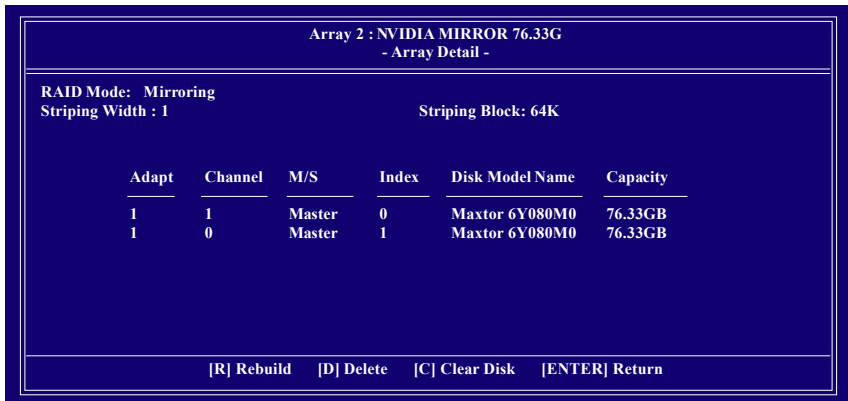 Array 2 : NVIDIA MIRROR 76.33G
- Array Detail -
RAID Mode: Mirroring
Striping Width : 1 Striping Block: 64K
Adapt Channel M/S Index Disk Model Name Capacity
1 1 Master 0 Maxtor 6Y080M0 76.33GB
1 0 Master 1 Maxtor 6Y080M0 76.33GB
[R] Rebuild [D] Delete [C] Clear Disk [ENTER] Return